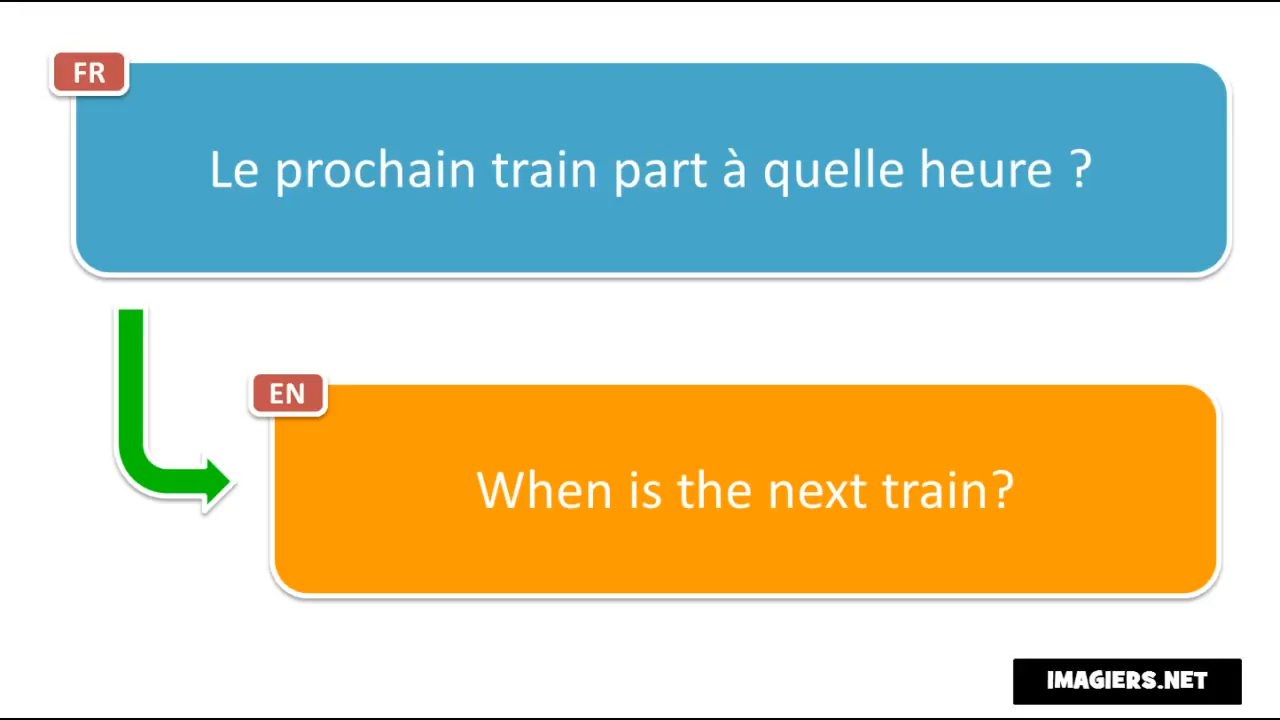 FR
Le prochain train part à quelle heure ?
EN
When is the next train?
IMAGIERS.NET